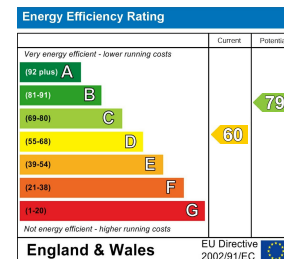 Energy Efficiency Rating
Current Potentia
Very energy efficient - lower running costs
(92 plus) A
(81-91) B
79
(69-80) C
(55-68) D
60
(39-54) E
(21-38) F
(1-20) G
Not energy efficient - higher running costs
England & Wales
EU Directive
2002/91/EC